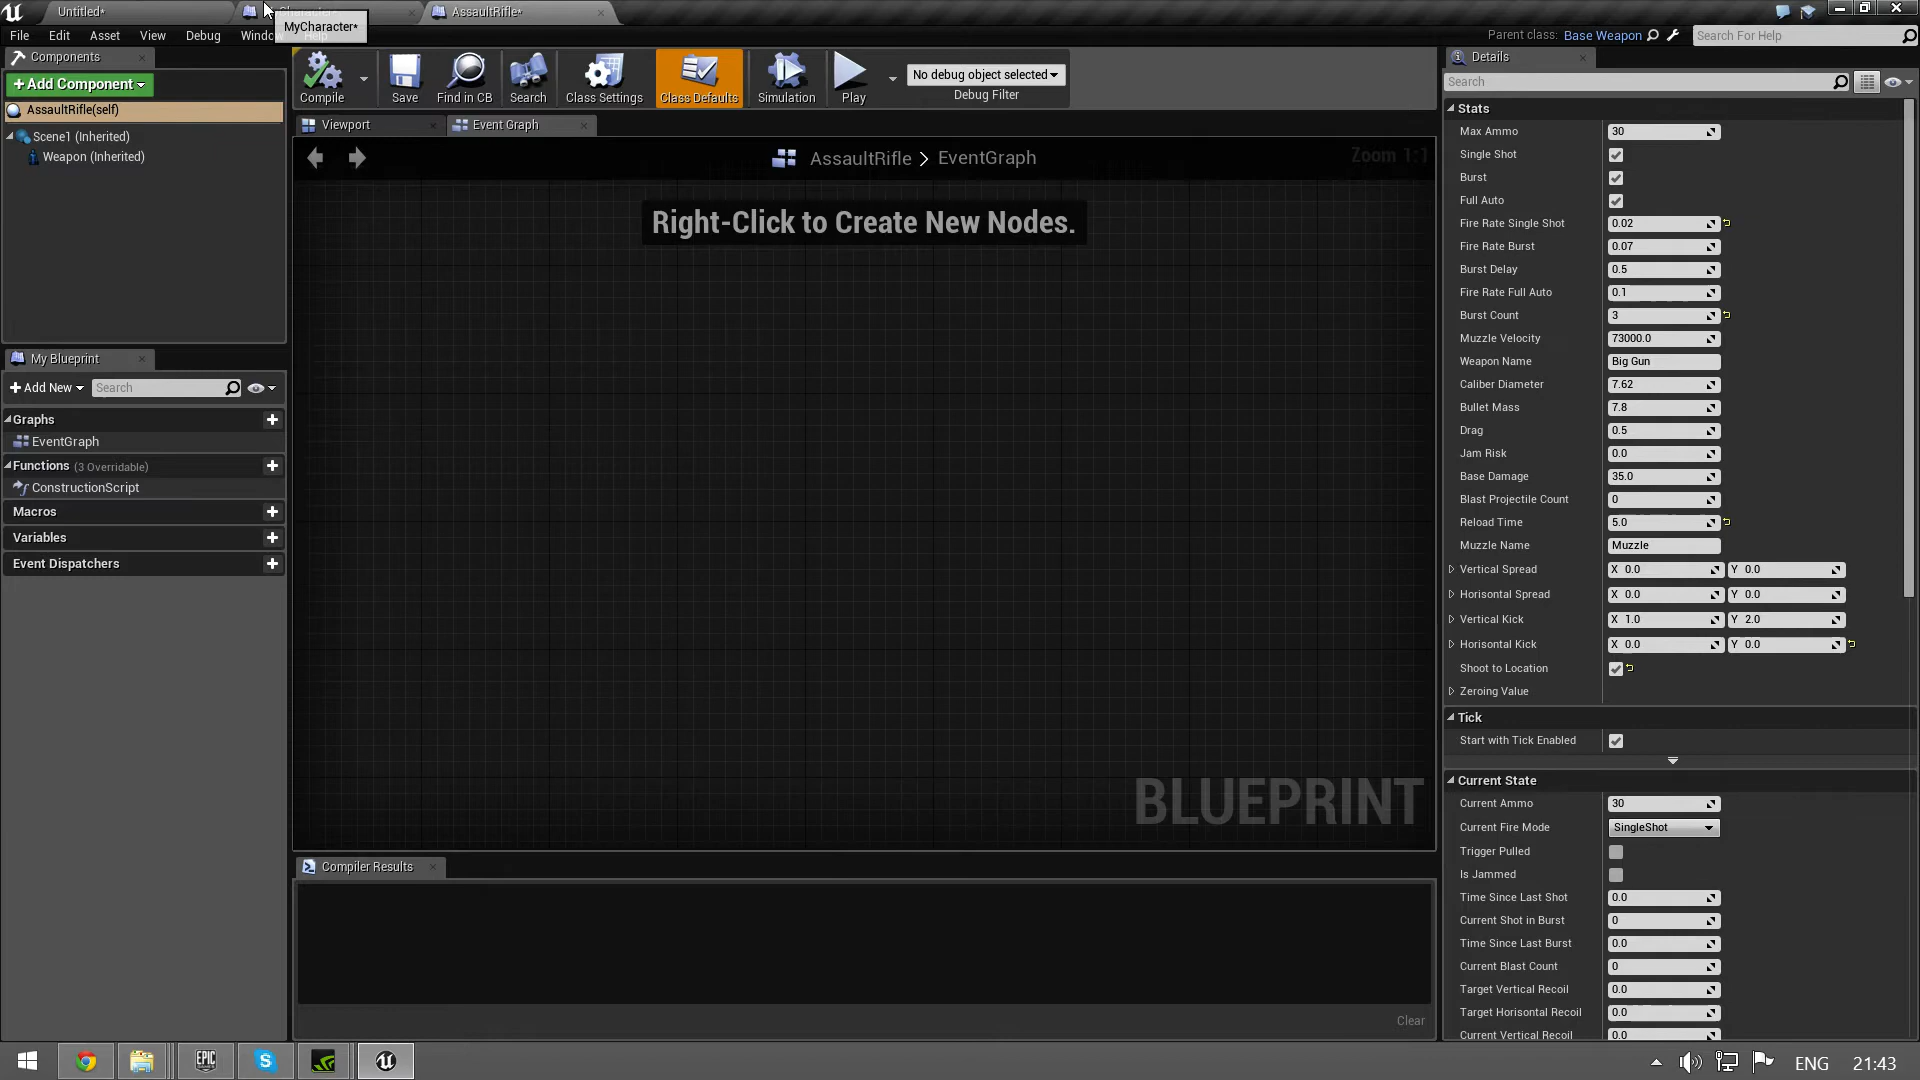 Untitled*
MyCharacter*
AssaultRifle*
File
Edit
Asset
View
Debug
Window
Help
Parent class:
Base Weapon
Search For Help
Components
Add Component
AssaultRifle(self)
Scene1 (Inherited)
Weapon (Inherited)
Compile
Save
Find in CB
Search
Class Settings
Class Defaults
Simulation
Play
No debug object selected
Debug Filter
Viewport
Event Graph
AssaultRifle > EventGraph
Zoom 1:1
Right-Click to Create New Nodes.
BLUEPRINT
My Blueprint
Add New
Search
Graphs
EventGraph
Functions (3 Overridable)
ConstructionScript
Macros
Variables
Event Dispatchers
Compiler Results
Clear
Details
Search
Stats
Max Ammo 30
Single Shot
Burst
Full Auto
Fire Rate Single Shot 0.02
Fire Rate Burst 0.07
Burst Delay 0.5
Fire Rate Full Auto 0.1
Burst Count 3
Muzzle Velocity 73000.0
Weapon Name Big Gun
Caliber Diameter 7.62
Bullet Mass 7.8
Drag 0.5
Jam Risk 0.0
Base Damage 35.0
Blast Projectile Count 0
Reload Time 5.0
Muzzle Name Muzzle
Vertical Spread X 0.0 Y 0.0
Horisontal Spread X 0.0 Y 0.0
Vertical Kick X 1.0 Y 2.0
Horisontal Kick X 0.0 Y 0.0
Shoot to Location
Zeroing Value
Tick
Start with Tick Enabled
Current State
Current Ammo 30
Current Fire Mode SingleShot
Trigger Pulled
Is Jammed
Time Since Last Shot 0.0
Current Shot in Burst 0
Time Since Last Burst 0.0
Current Blast Count 0
Target Vertical Recoil 0.0
Target Horizontal Recoil 0.0
Current Vertical Recoil 0.0
EPIC
ENG
21:43